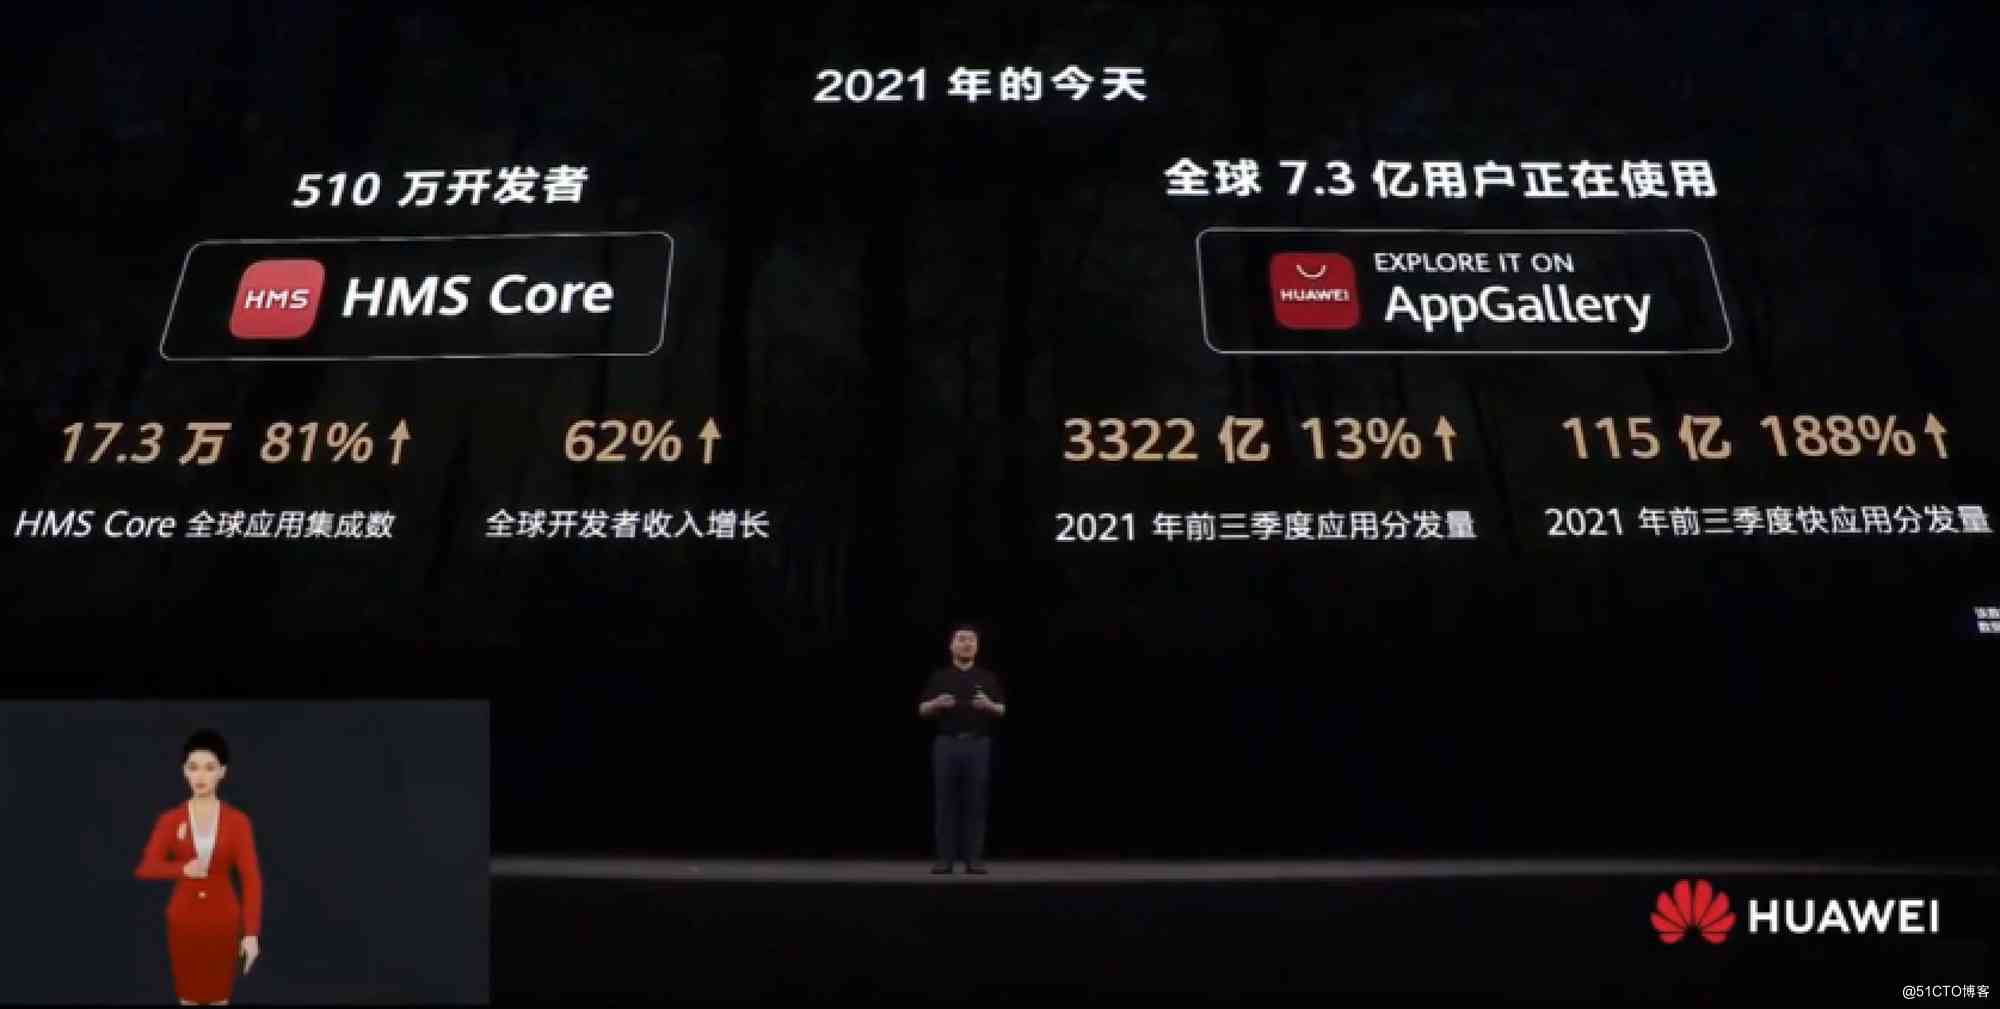 2021 年的今天
510 万开发者
HMS HMS Core
17.3 万 81%↑
HMS Core 全球应用集成数
62%↑
全球开发者收入增长
全球 7.3 亿用户正在使用
EXPLORE IT ON
HUAWEI AppGallery
3322 亿 13%↑
2021 年前三季度应用分发量
115 亿 188%↑
2021 年前三季度快应用分发量
HUAWEI
@51CTO博客